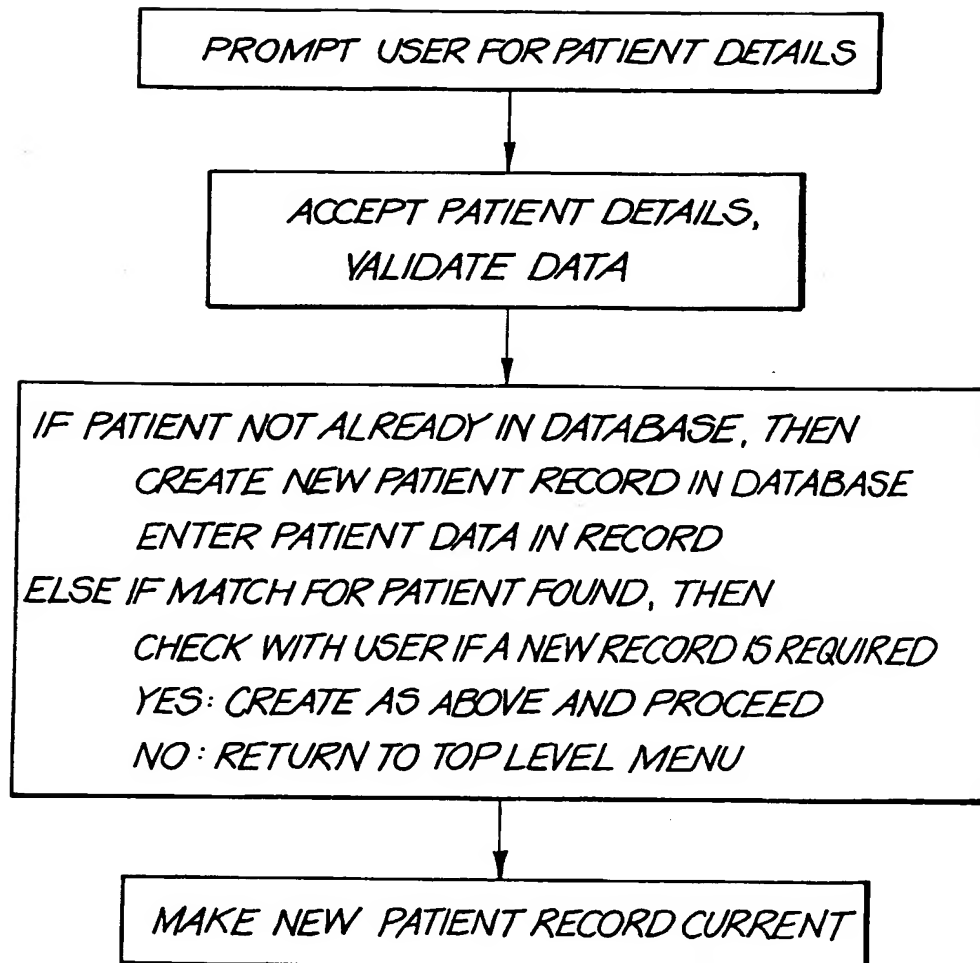 PROMPT USER FOR PATIENT DETAILS
ACCEPT PATIENT DETAILS,
VALIDATE DATA
IF PATIENT NOT ALREADY IN DATABASE, THEN
CREATE NEW PATIENT RECORD IN DATABASE
ENTER PATIENT DATA IN RECORD
ELSE IF MATCH FOR PATIENT FOUND, THEN
CHECK WITH USER IF A NEW RECORD IS REQUIRED
YES: CREATE AS ABOVE AND PROCEED
NO: RETURN TO TOP LEVEL MENU
MAKE NEW PATIENT RECORD CURRENT